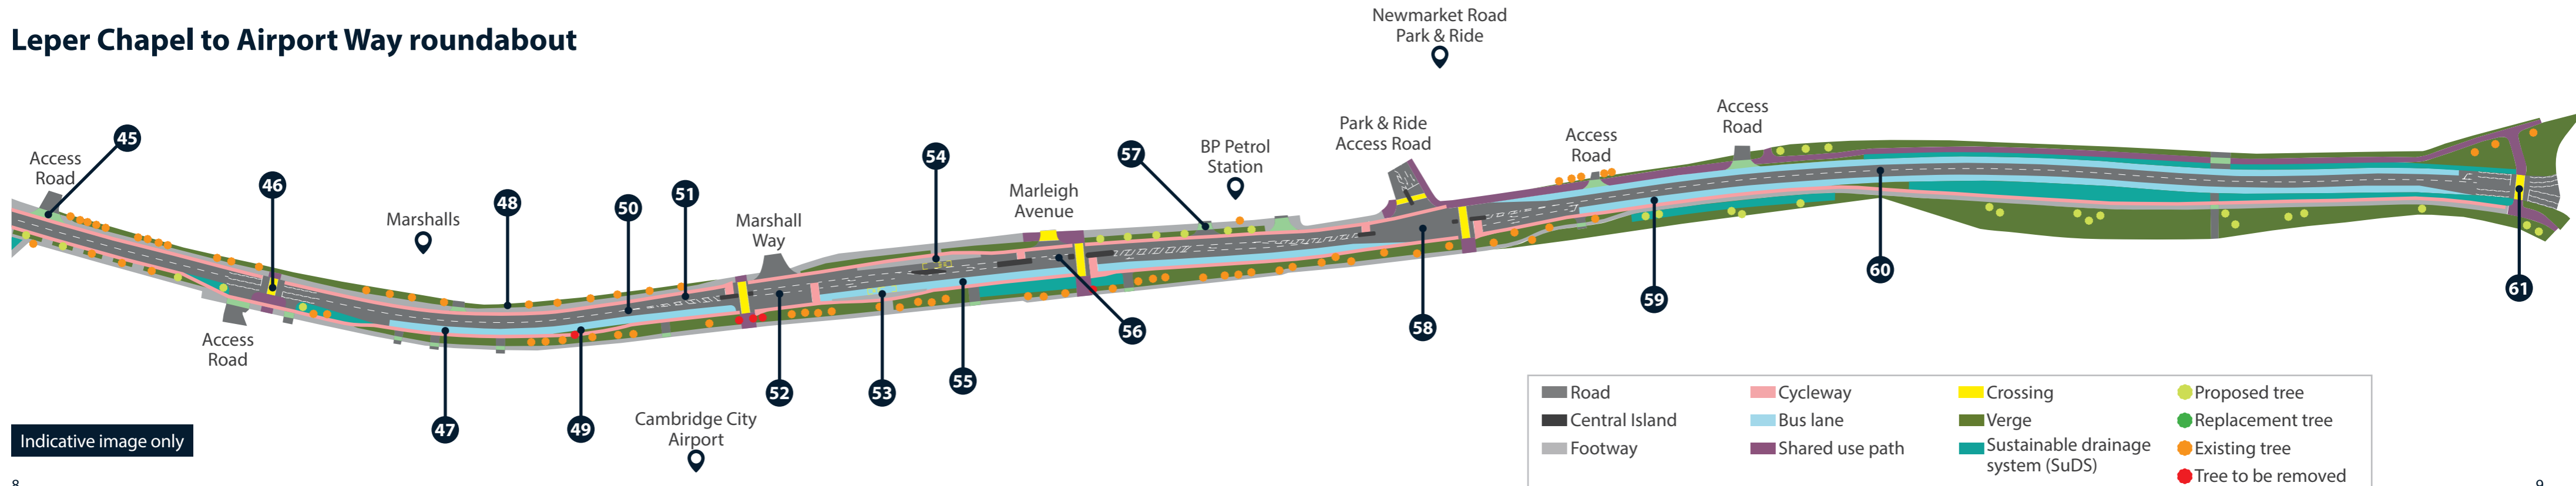 Leper Chapel to Airport Way roundabout
Newmarket Road
Park & Ride
45
Access
Road
46
Marshalls
48
50
51
Marshall
Way
54
Marleigh
Avenue
57
BP Petrol
Station
Park & Ride
Access Road
Access
Road
Access
Road
Access
Road
47
49
Cambridge City
Airport
52
53
55
56
58
59
60
61
Indicative image only
Road
Central Island
Footway
Cycleway
Bus lane
Shared use path
Crossing
Verge
Sustainable drainage
system (SuDS)
Proposed tree
Replacement tree
Existing tree
Tree to be removed
8
9